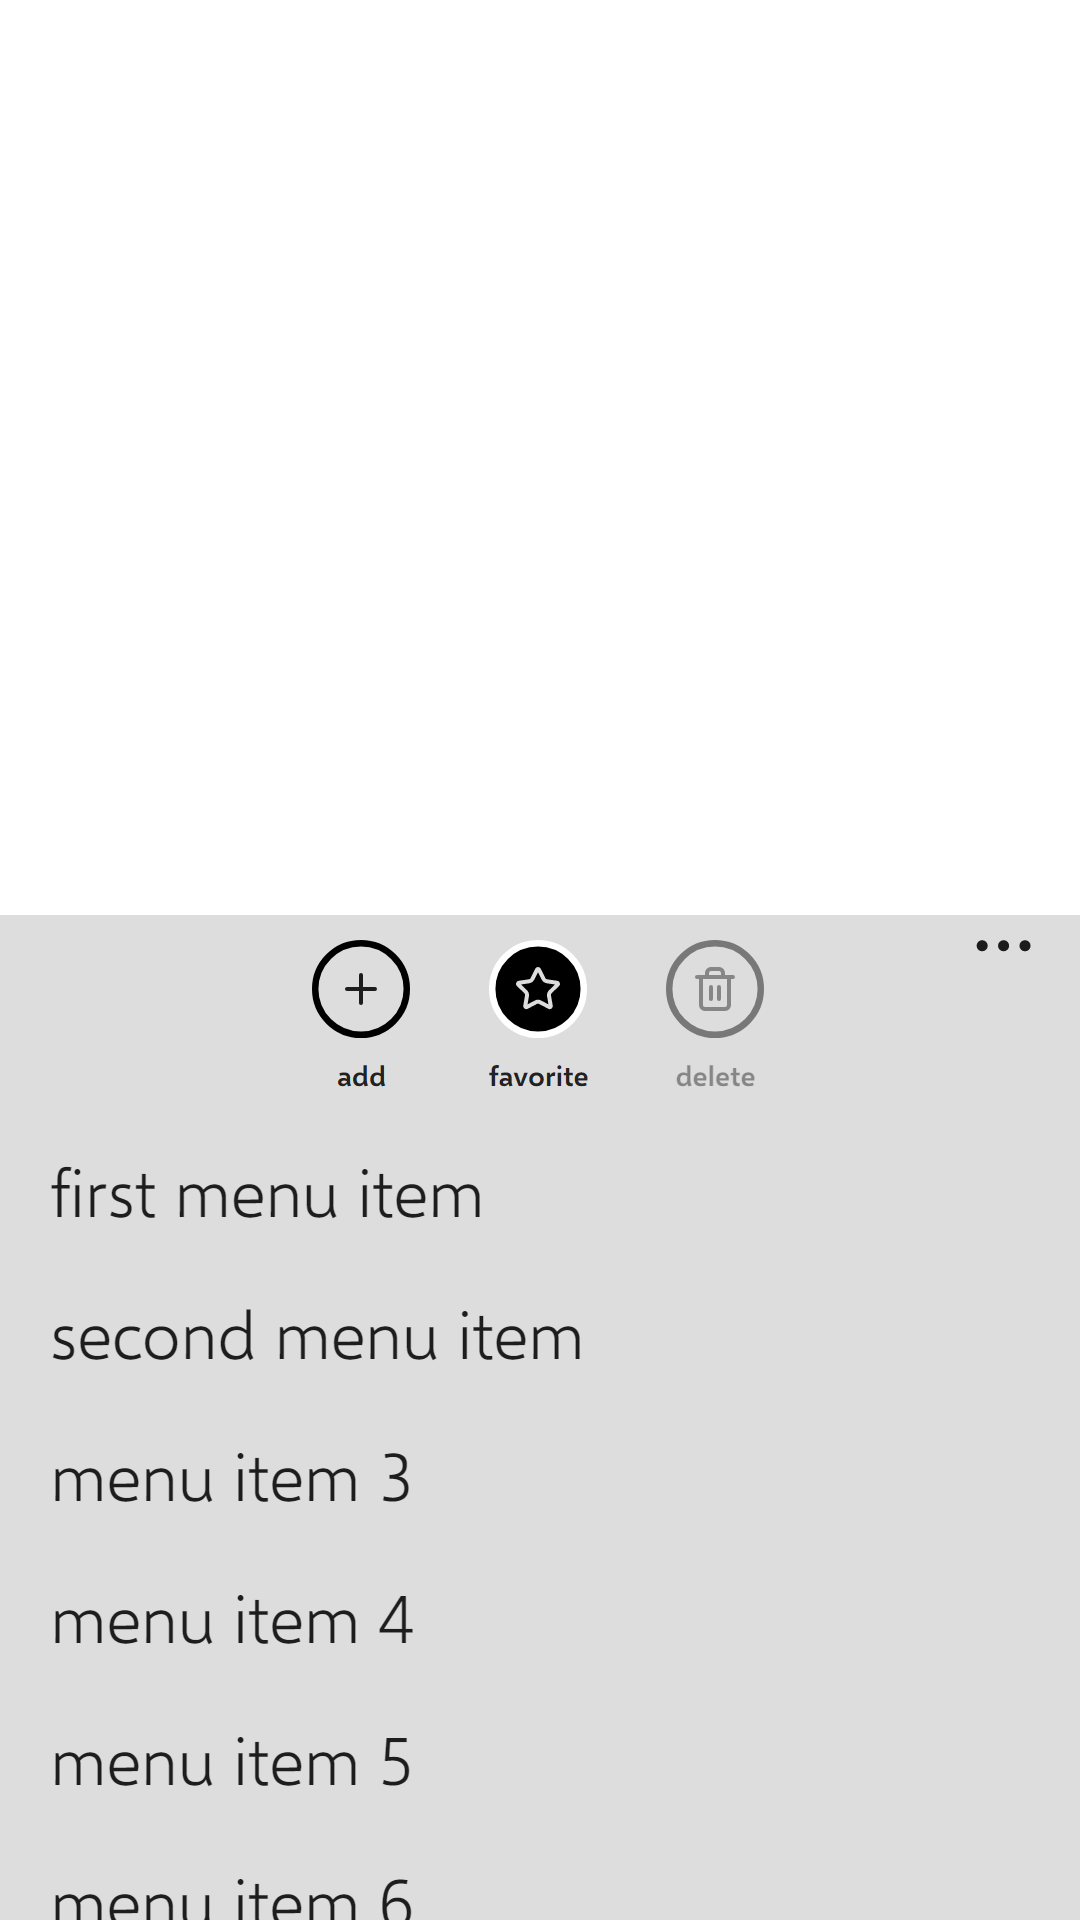 add favorite delete
first menu item
second menu item
menu item 3
menu item 4
menu item 5
menu item 6